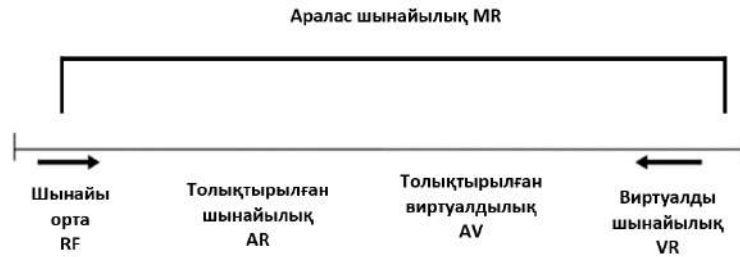 Аралас шынайылық MR
Шынайы
орта
RF
Толықтырылған
шынайылық
AR
Толықтырылған
виртуалдылық
AV
Виртуалды
шынайылық
VR